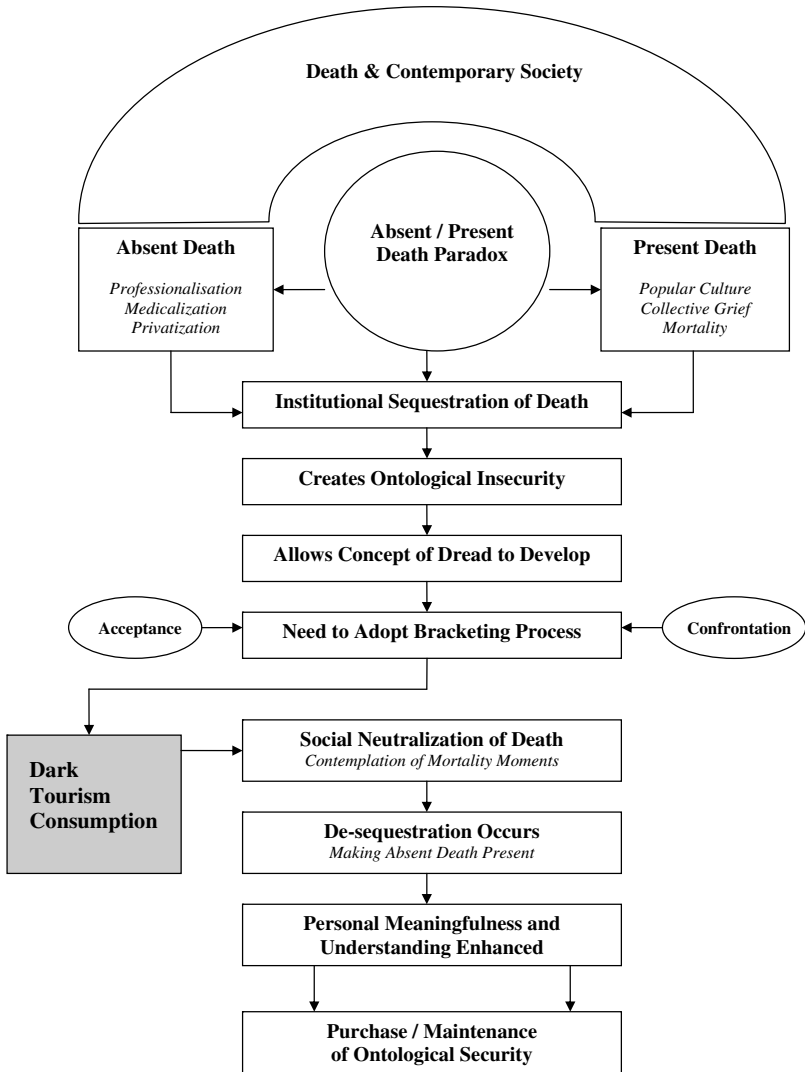 Death & Contemporary Society
Absent / Present
Death Paradox
Absent Death
Professionalisation
Medicalization
Privatization
Present Death
Popular Culture
Collective Grief
Mortality
Institutional Sequestration of Death
Creates Ontological Insecurity
Allows Concept of Dread to Develop
Acceptance
Need to Adopt Bracketing Process
Confrontation
Dark
Tourism
Consumption
Social Neutralization of Death
Contemplation of Mortality Moments
De-sequestration Occurs
Making Absent Death Present
Personal Meaningfulness and
Understanding Enhanced
Purchase / Maintenance
of Ontological Security